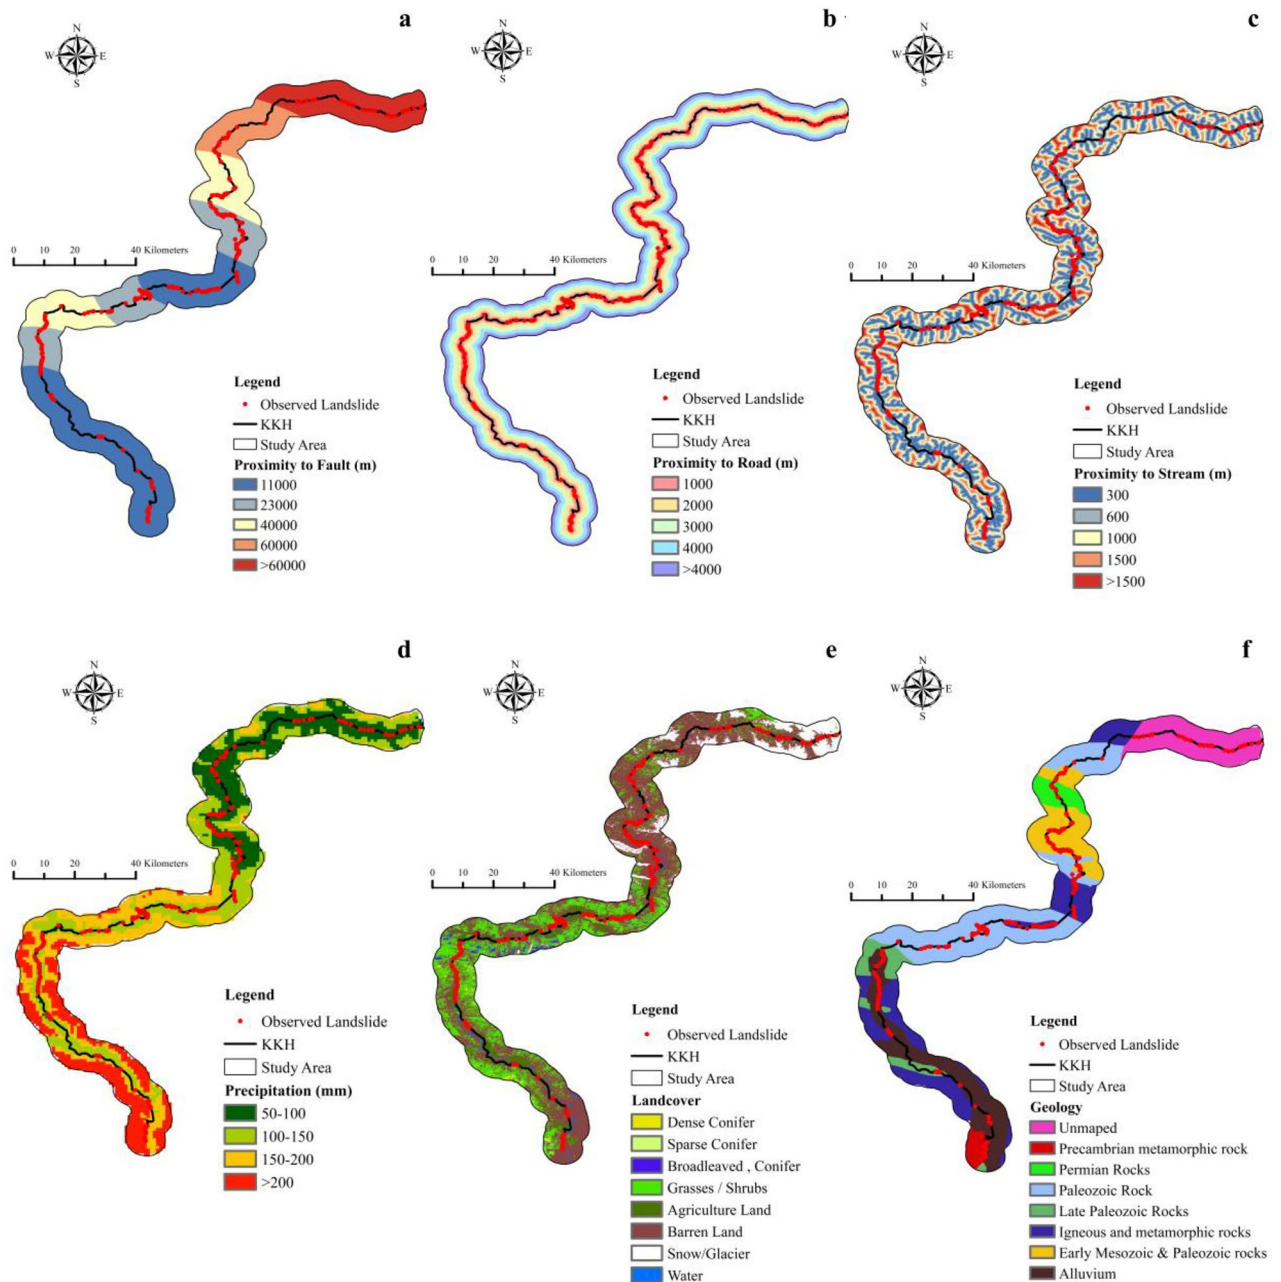 a
N
W E
S
0 10 20 40 Kilometers
Legend
Observed Landslide
KKH
Study Area
Proximity to Fault (m)
11000
23000
40000
60000
>60000
b
N
W E
S
0 10 20 40 Kilometers
Legend
Observed Landslide
KKH
Study Area
Proximity to Road (m)
1000
2000
3000
4000
>4000
c
N
W E
S
0 10 20 40 Kilometers
Legend
Observed Landslide
KKH
Study Area
Proximity to Stream (m)
300
600
1000
1500
>1500
d
N
W E
S
0 10 20 40 Kilometers
Legend
Observed Landslide
KKH
Study Area
Precipitation (mm)
50-100
100-150
150-200
>200
e
N
W E
S
0 10 20 40 Kilometers
Legend
Observed Landslide
KKH
Study Area
Landcover
Dense Conifer
Sparse Conifer
Broadleaved , Conifer
Grasses / Shrubs
Agriculture Land
Barren Land
Snow/Glacier
Water
f
N
W E
S
0 10 20 40 Kilometers
Legend
Observed Landslide
KKH
Study Area
Geology
Unmaped
Precambrian metamorphic rock
Permian Rocks
Paleozoic Rock
Late Paleozoic Rocks
Igneous and metamorphic rocks
Early Mesozoic & Paleozoic rocks
Alluvium